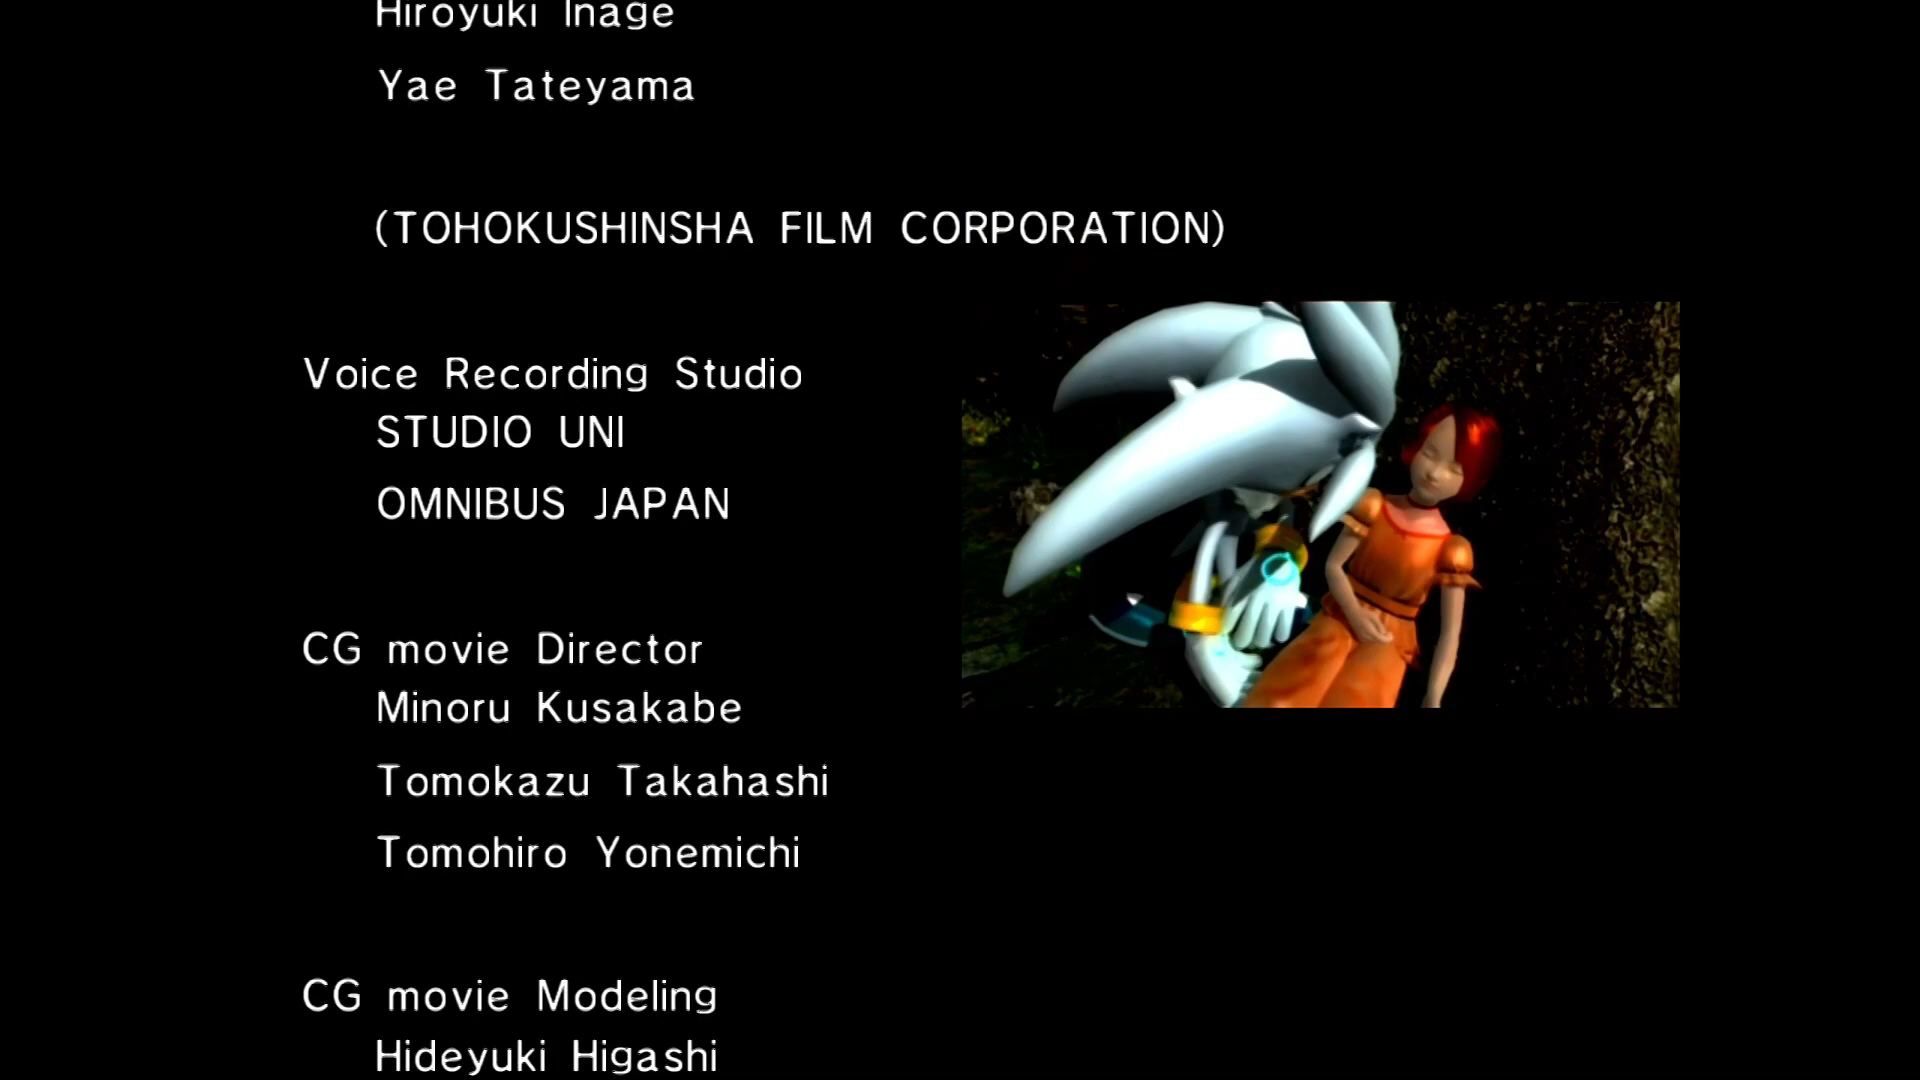 Hiroyuki Inage
Yae Tateyama
(TOHOKUSHINSHA FILM CORPORATION)
Voice Recording Studio
STUDIO UNI
OMNIBUS JAPAN
CG movie Director
Minoru Kusakabe
Tomokazu Takahashi
Tomohiro Yonemichi
CG movie Modeling
Hideyuki Higashi